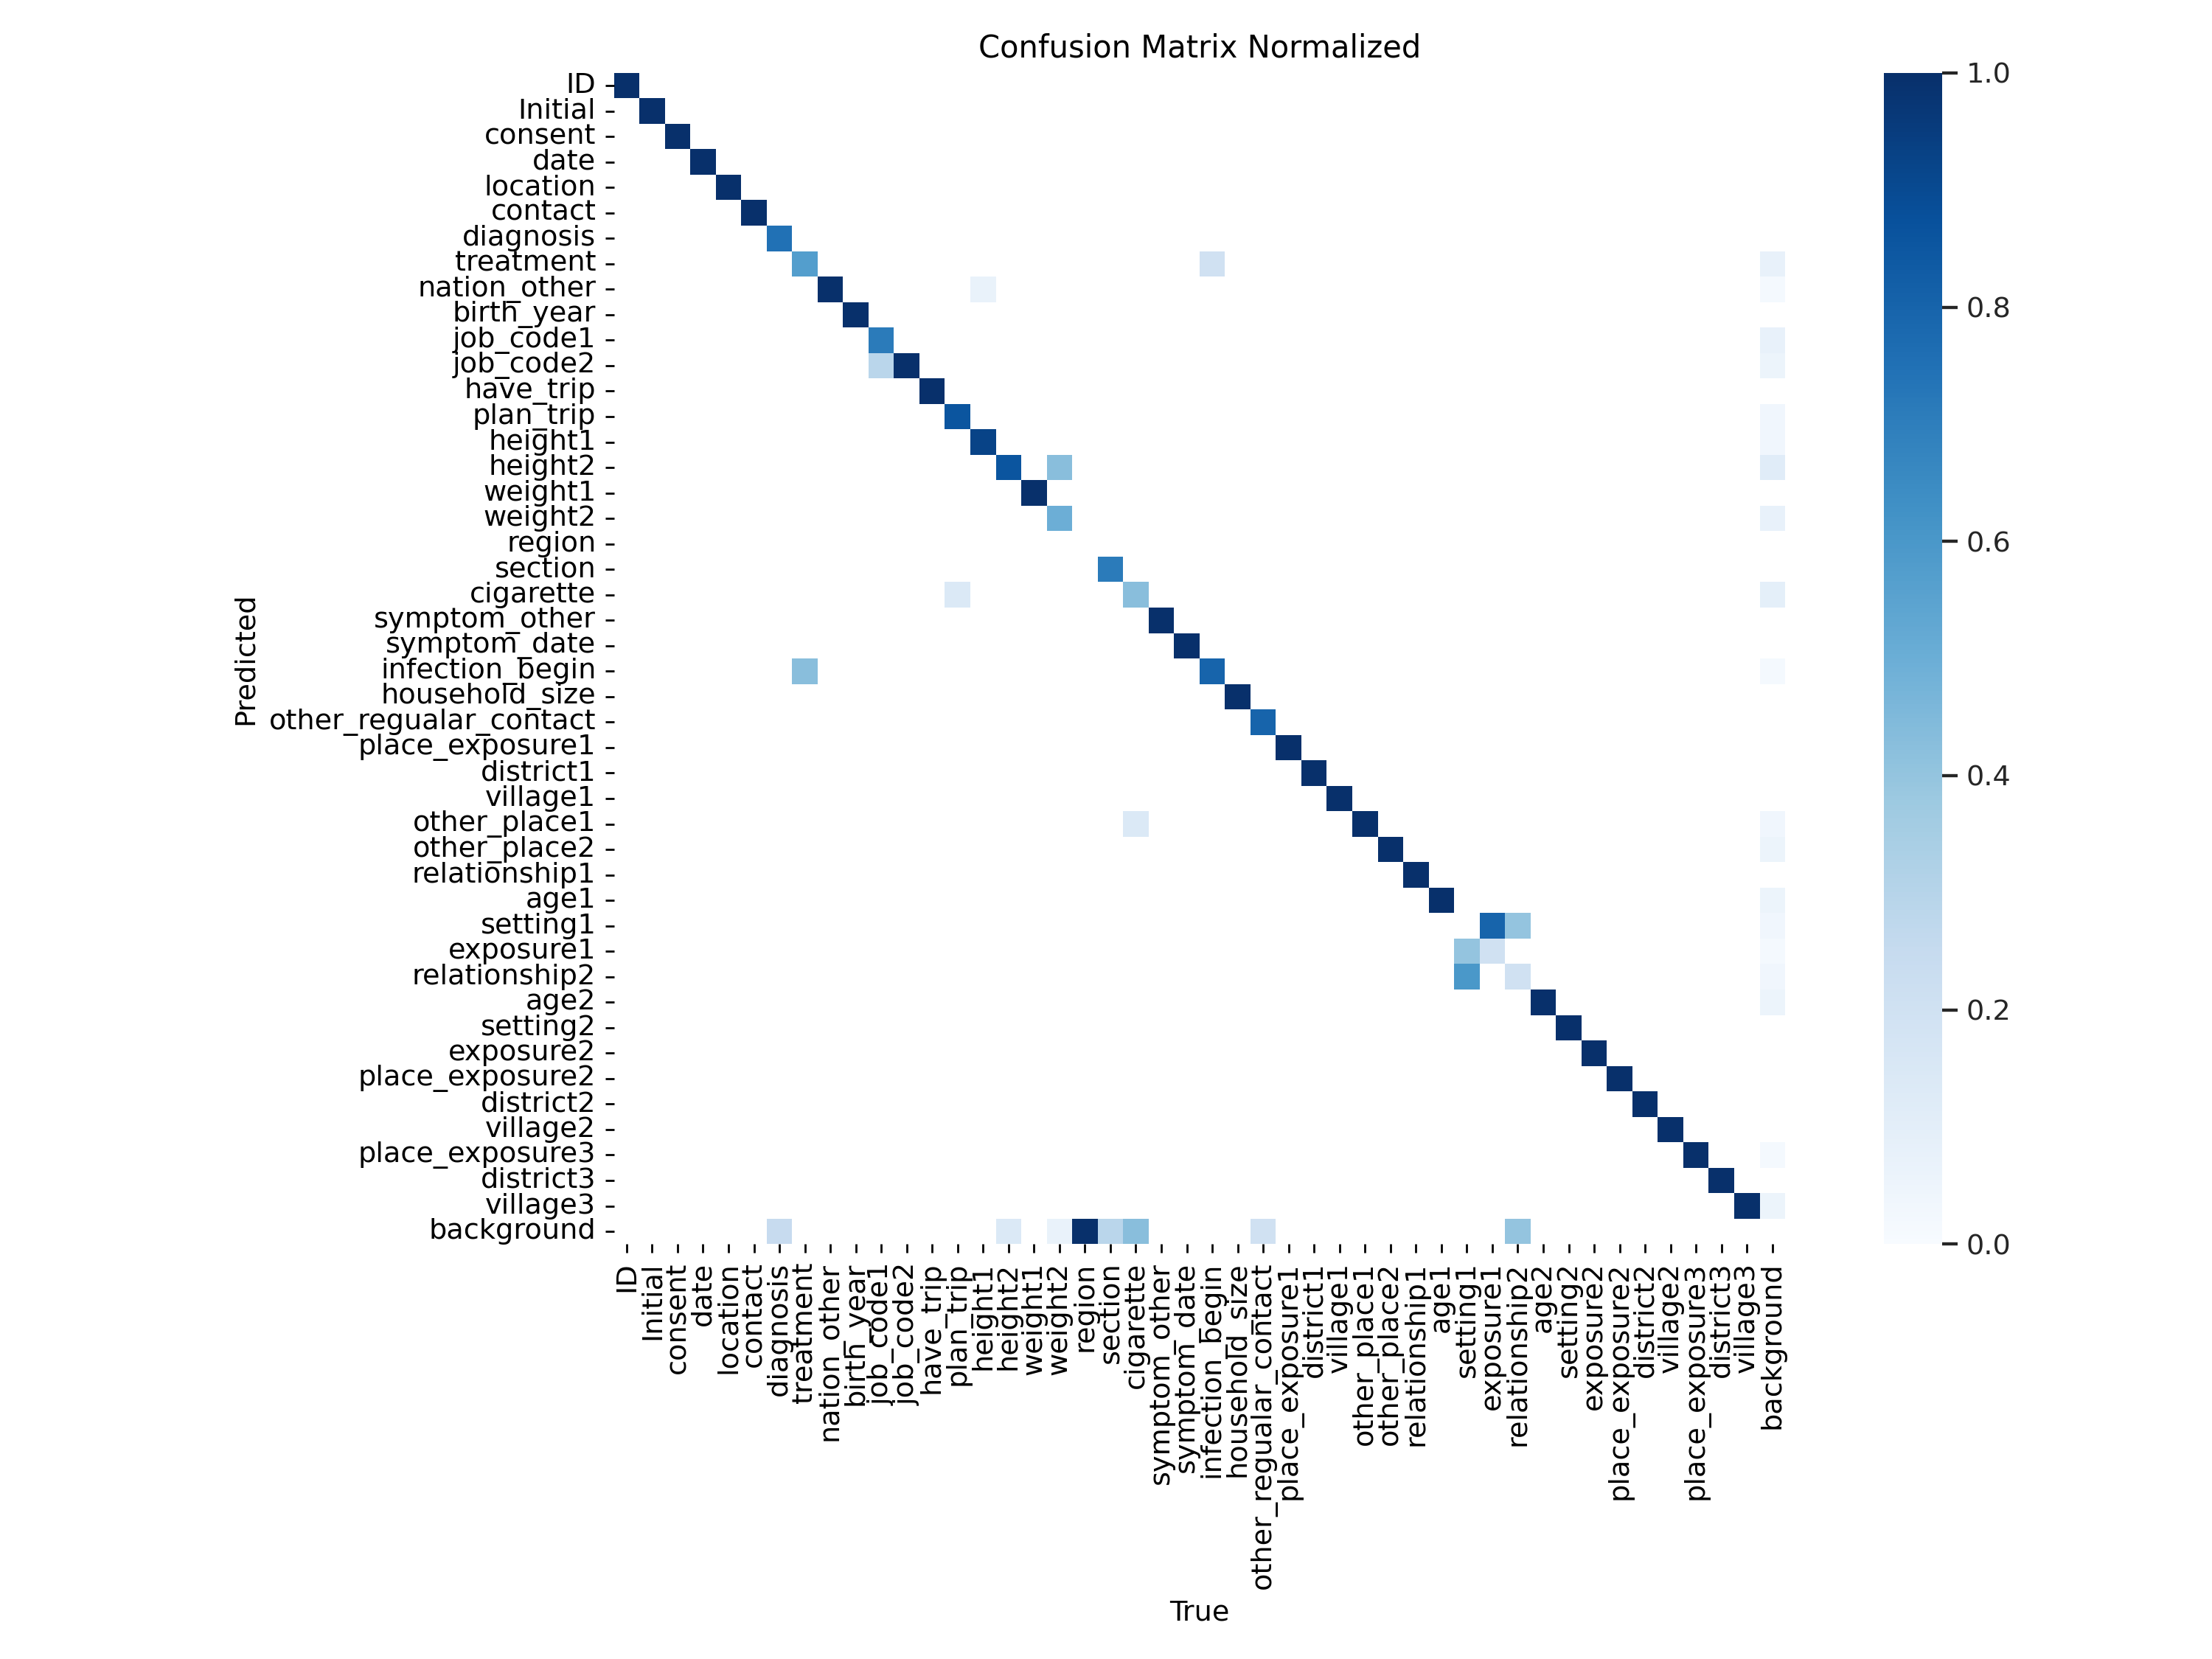 Confusion Matrix Normalized
ID
Initial
consent
date
location
contact
diagnosis
treatment
nation_other
birth_year
job_code1
job_code2
have_trip
plan_trip
height1
height2
weight1
weight2
region
section
cigarette
symptom_other
symptom_date
infection_begin
household_size
other_regualar_contact
place_exposure1
district1
village1
other_place1
other_place2
relationship1
age1
setting1
exposure1
relationship2
age2
setting2
exposure2
place_exposure2
district2
village2
place_exposure3
district3
village3
background
Predicted
ID
Initial
consent
date
location
contact
diagnosis
treatment
nation_other
birth_year
job_code1
job_code2
have_trip
plan_trip
height1
height2
weight1
weight2
region
section
cigarette
symptom_other
symptom_date
infection_begin
household_size
other_regualar_contact
place_exposure1
district1
village1
other_place1
other_place2
relationship1
age1
setting1
exposure1
relationship2
age2
setting2
exposure2
place_exposure2
district2
village2
place_exposure3
district3
village3
background
True
1.0
0.8
0.6
0.4
0.2
0.0